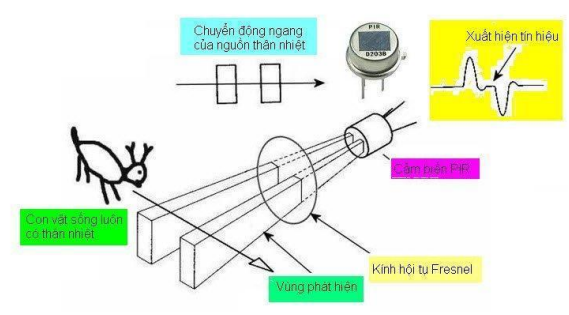 Chuyển động ngang
của nguồn thân nhiệt
PIR
D203B
Xuất hiện tín hiệu
Cảm biến PIR
Con vật sống luôn
có thân nhiệt
Kính hội tụ Fresnel
Vùng phát hiện